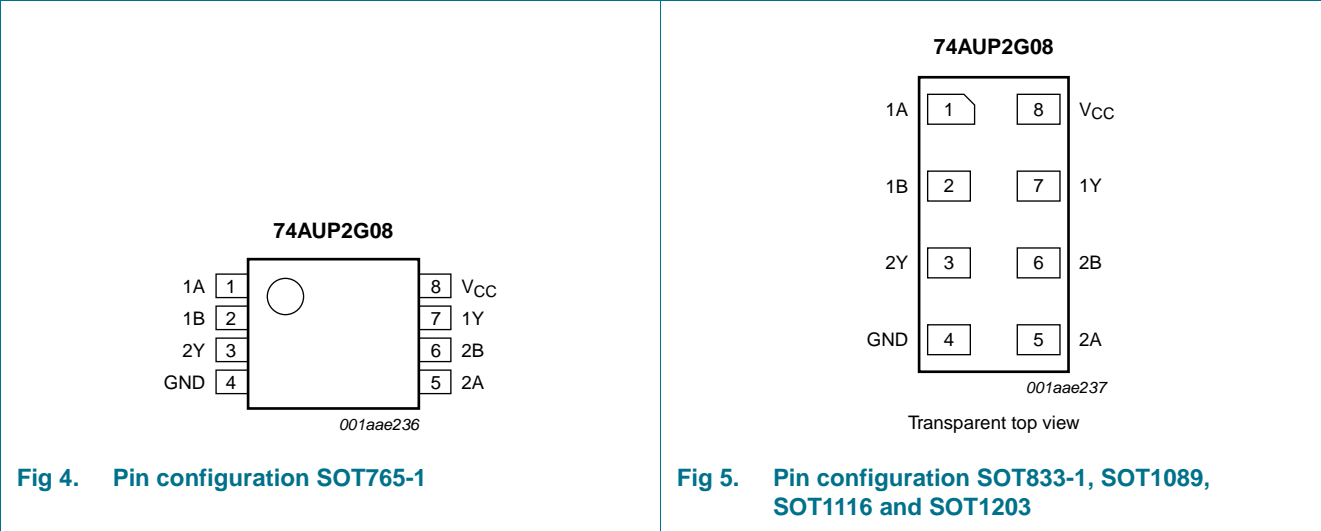 74AUP2G08
1A 1 8 VCC
1B 2 7 1Y
2Y 3 6 2B
GND 4 5 2A
001aae236
Fig 4. Pin configuration SOT765-1
74AUP2G08
1A 1 8 VCC
1B 2 7 1Y
2Y 3 6 2B
GND 4 5 2A
001aae237
Transparent top view
Fig 5. Pin configuration SOT833-1, SOT1089,
SOT1116 and SOT1203